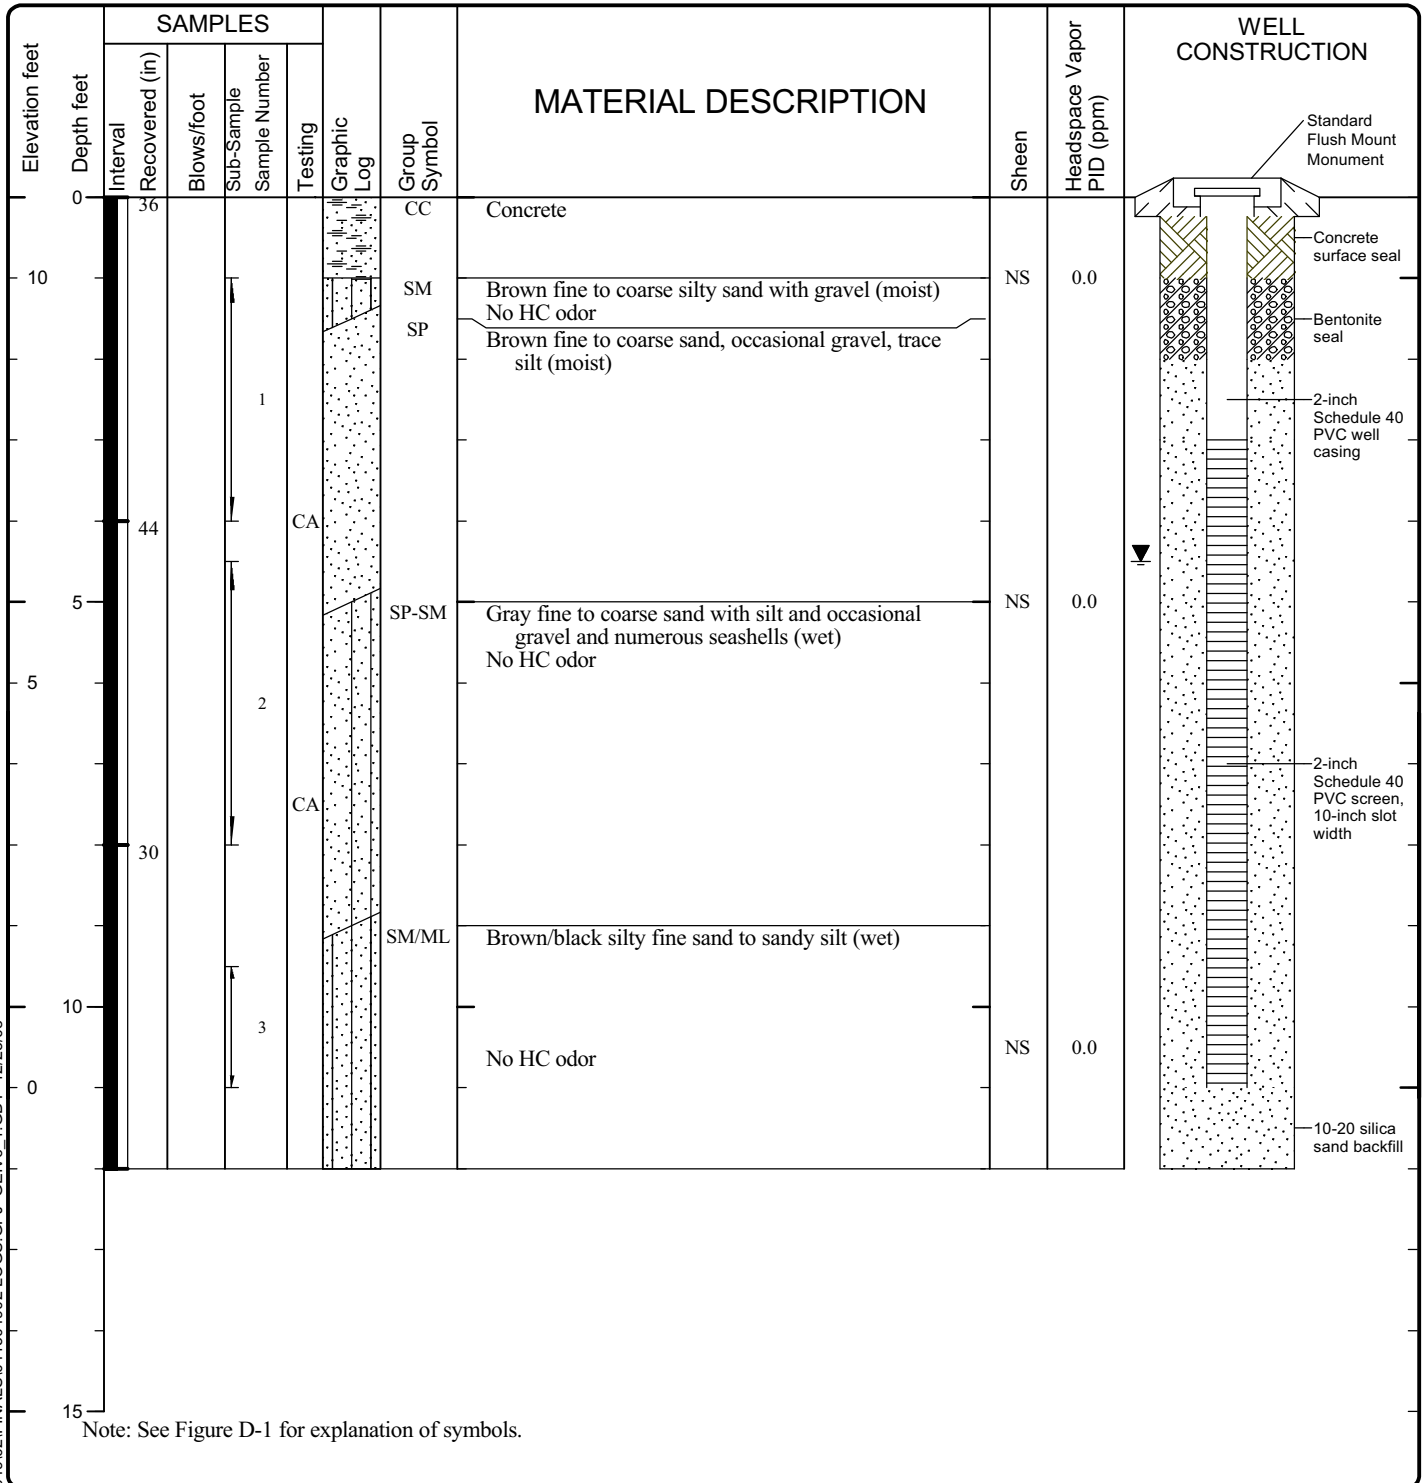 SAMPLES
Elevation feet
Depth feet
Interval
Recovered (in)
Blows/foot
Sub-Sample
Sample Number
Testing
Graphic
Log
Group
Symbol
MATERIAL DESCRIPTION
Sheen
Headspace Vapor
PID (ppm)
WELL
CONSTRUCTION
Standard
Flush Mount
Monument
0
36
CC
Concrete
Concrete
surface seal
10
SM
Brown fine to coarse silty sand with gravel (moist)
No HC odor
NS
0.0
SP
Brown fine to coarse sand, occasional gravel, trace
silt (moist)
Bentonite
seal
1
2-inch
Schedule 40
PVC well
casing
44
CA
5
SP-SM
Gray fine to coarse sand with silt and occasional
gravel and numerous seashells (wet)
No HC odor
NS
0.0
5
2
2-inch
Schedule 40
PVC screen,
10-inch slot
width
CA
30
SM/ML
Brown/black silty fine sand to sandy silt (wet)
10
3
No HC odor
NS
0.0
0
10-20 silica
sand backfill
15
Note: See Figure D-1 for explanation of symbols.